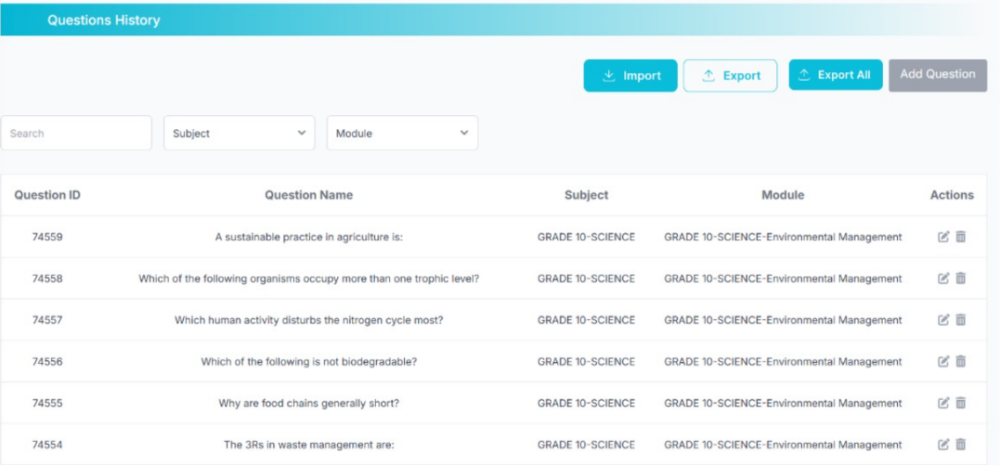 Questions History
Import Export Export All Add Question
Search Subject Module
Question ID Question Name Subject Module Actions
74559 A sustainable practice in agriculture is: GRADE 10-SCIENCE GRADE 10-SCIENCE-Environmental Management
74558 Which of the following organisms occupy more than one trophic level? GRADE 10-SCIENCE GRADE 10-SCIENCE-Environmental Management
74557 Which human activity disturbs the nitrogen cycle most? GRADE 10-SCIENCE GRADE 10-SCIENCE-Environmental Management
74556 Which of the following is not biodegradable? GRADE 10-SCIENCE GRADE 10-SCIENCE-Environmental Management
74555 Why are food chains generally short? GRADE 10-SCIENCE GRADE 10-SCIENCE-Environmental Management
74554 The 3Rs in waste management are: GRADE 10-SCIENCE GRADE 10-SCIENCE-Environmental Management